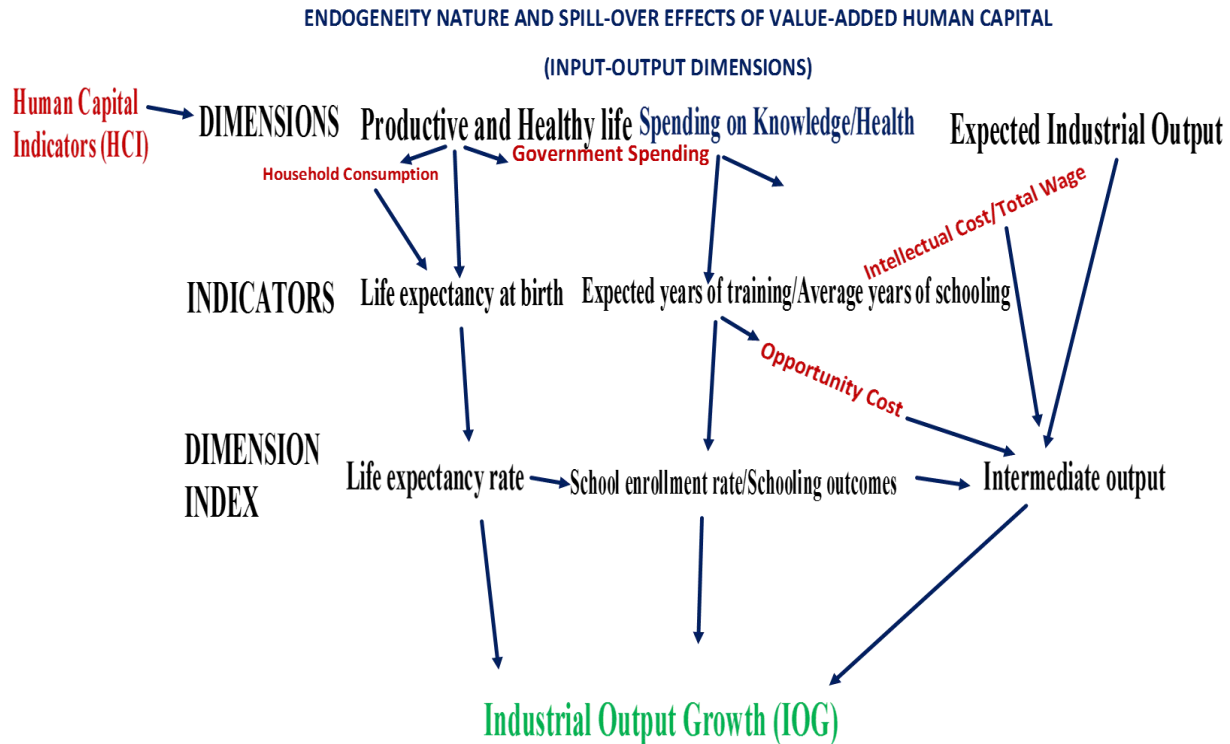 ENDOGENEITY NATURE AND SPILL-OVER EFFECTS OF VALUE-ADDED HUMAN CAPITAL
(INPUT-OUTPUT DIMENSIONS)
Human Capital
Indicators (HCI)
DIMENSIONS
Productive and Healthy life
Spending on Knowledge/Health
Expected Industrial Output
Household Consumption
Government Spending
Intellectual Cost/Total Wage
INDICATORS
Life expectancy at birth
Expected years of training/Average years of schooling
Opportunity Cost
DIMENSION
INDEX
Life expectancy rate
School enrollment rate/Schooling outcomes
Intermediate output
Industrial Output Growth (IOG)